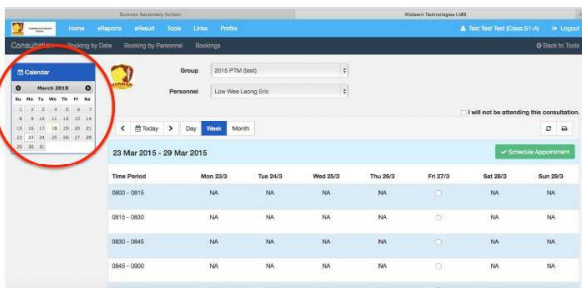 Dunman Secondary School
Wizlearn Technologies LMS
Home eReports eResult Tools Links Profile Test Test Test (Class:S1-A) Logout
Consultation Booking by Date Booking by Personnel Bookings Back to Tools
Calendar
March 2015
Su Mo Tu We Th Fr Sa
1 2 3 4 5 6 7
8 9 10 11 12 13 14
15 16 17 18 19 20 21
22 23 24 25 26 27 28
29 30 31
Group 2015 PTM (test)
Personnel Low Wee Leong Eric
I will not be attending this consultation.
Today Day Week Month
23 Mar 2015 - 29 Mar 2015 Schedule Appointment
Time Period Mon 23/3 Tue 24/3 Wed 25/3 Thu 26/3 Fri 27/3 Sat 28/3 Sun 29/3
0800 - 0815 NA NA NA NA NA NA
0815 - 0830 NA NA NA NA NA NA
0830 - 0845 NA NA NA NA NA NA
0845 - 0900 NA NA NA NA NA NA